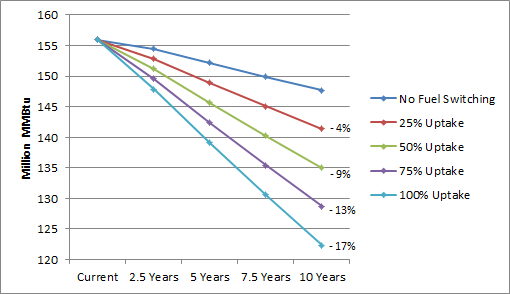 160
155
150
145
140
135
130
125
120
Million MMBtu
Current
2.5 Years
5 Years
7.5 Years
10 Years
- 4%
- 9%
- 13%
- 17%
No Fuel Switching
25% Uptake
50% Uptake
75% Uptake
100% Uptake